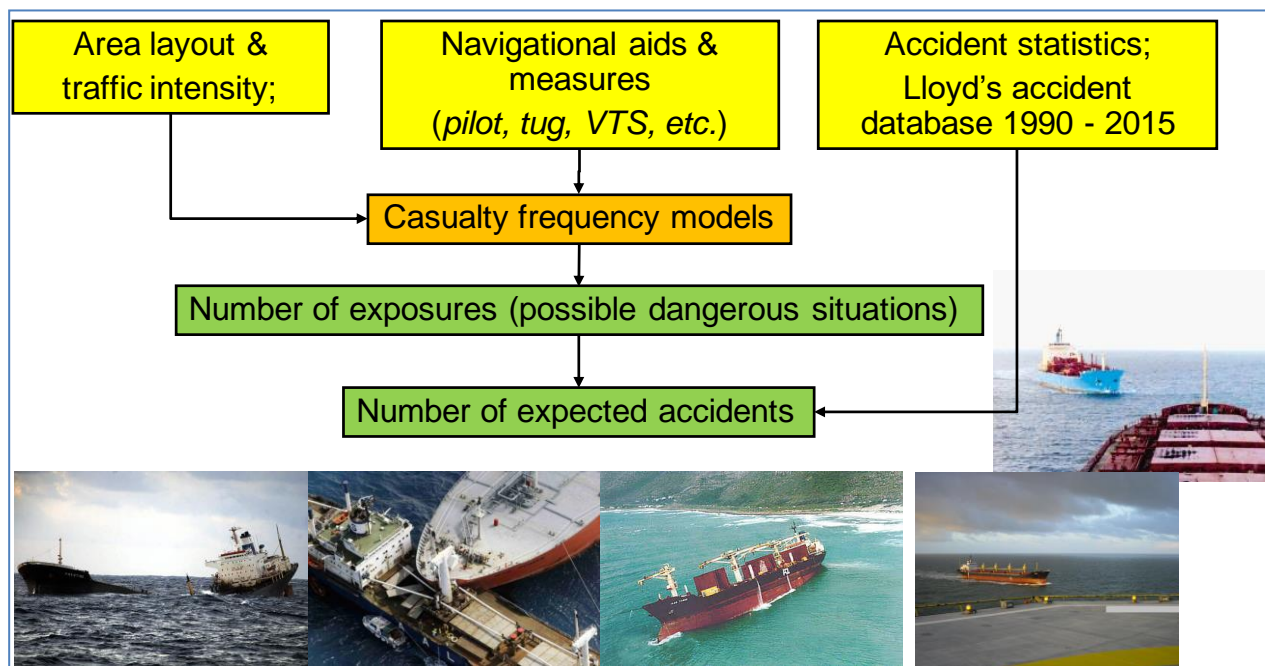 Area layout &
traffic intensity;
Navigational aids &
measures
(pilot, tug, VTS, etc.)
Accident statistics;
Lloyd's accident
database 1990 - 2015
Casualty frequency models
Number of exposures (possible dangerous situations)
Number of expected accidents